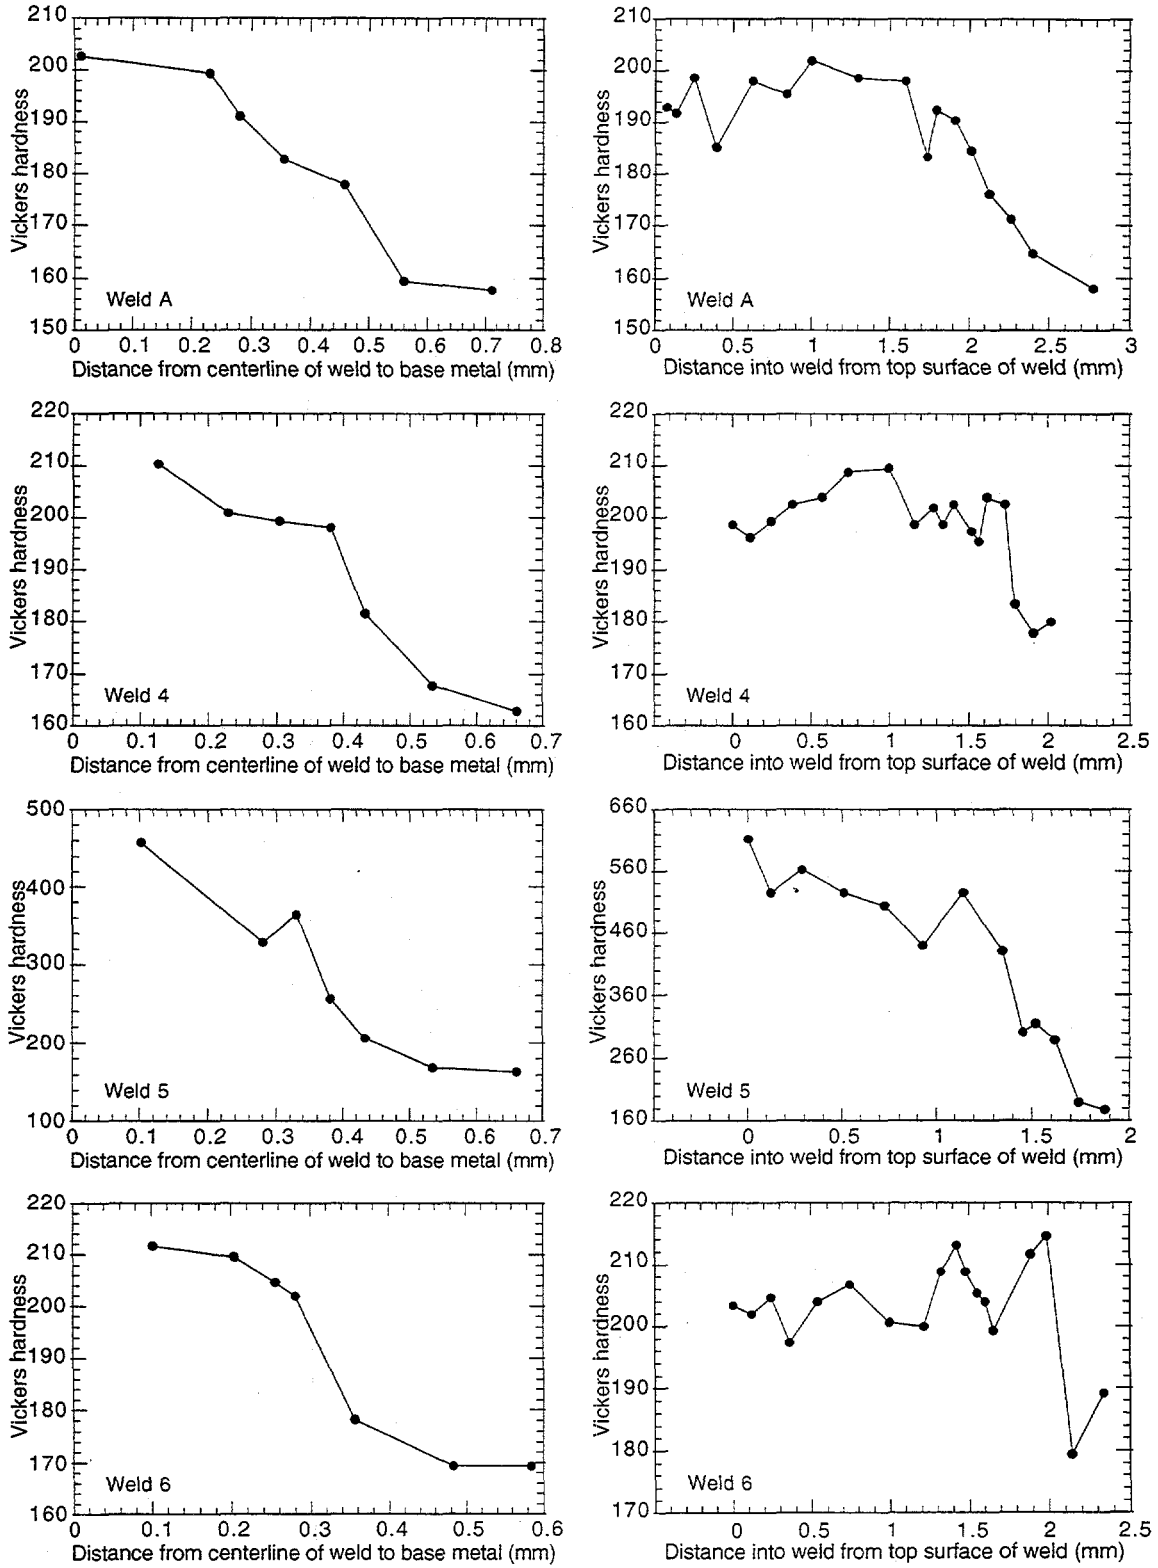 210
200
190
180
170
160
150
Vickers hardness
Weld A
0 0.1 0.2 0.3 0.4 0.5 0.6 0.7 0.8
Distance from centerline of weld to base metal (mm)
210
200
190
180
170
160
150
Vickers hardness
Weld A
0 0.5 1 1.5 2 2.5 3
Distance into weld from top surface of weld (mm)
220
210
200
190
180
170
160
Vickers hardness
Weld 4
0 0.1 0.2 0.3 0.4 0.5 0.6 0.7
Distance from centerline of weld to base metal (mm)
220
210
200
190
180
170
160
Vickers hardness
Weld 4
0 0.5 1 1.5 2 2.5
Distance into weld from top surface of weld (mm)
500
400
300
200
100
Vickers hardness
Weld 5
0 0.1 0.2 0.3 0.4 0.5 0.6 0.7
Distance from centerline of weld to base metal (mm)
660
560
460
360
260
160
Vickers hardness
Weld 5
0 0.5 1 1.5 2
Distance into weld from top surface of weld (mm)
220
210
200
190
180
170
160
Vickers hardness
Weld 6
0.1 0.2 0.3 0.4 0.5 0.6
Distance from centerline of weld to base metal (mm)
220
210
200
190
180
170
Vickers hardness
Weld 6
0 0.5 1 1.5 2 2.5
Distance into weld from top surface of weld (mm)